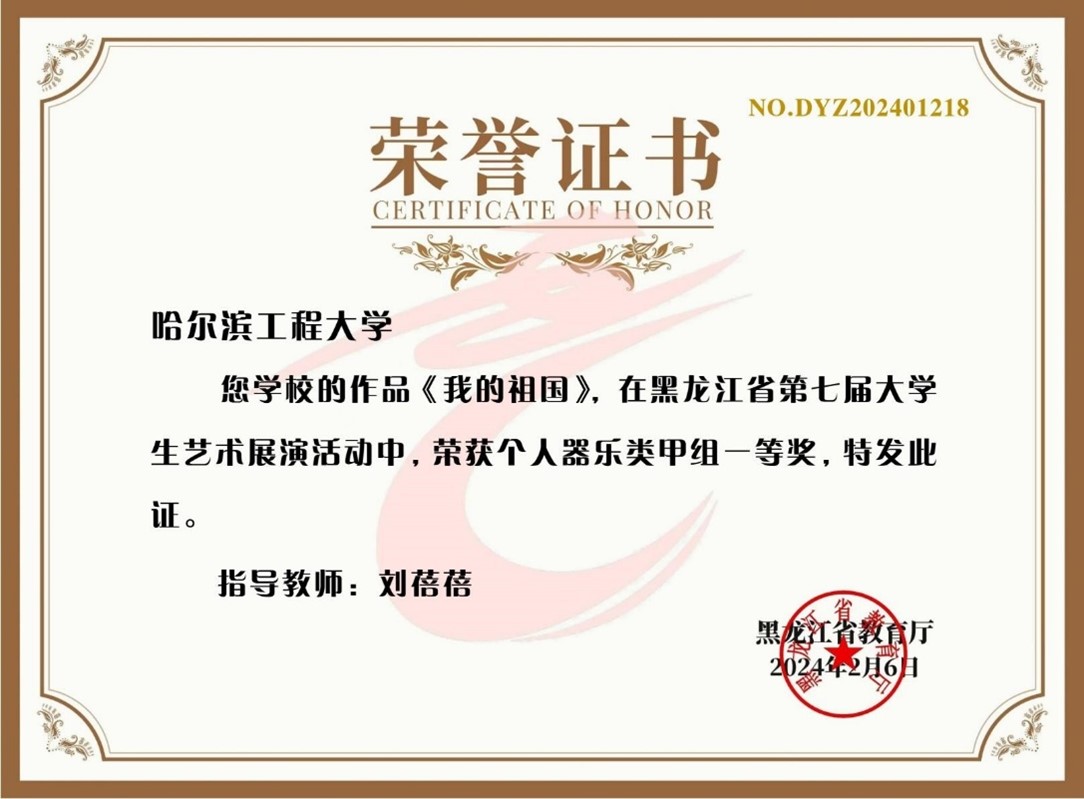 NO.DYZ202401218
荣誉证书
CERTIFICATE OF HONOR
哈尔滨工程大学
您学校的作品《我的祖国》，在黑龙江省第七届大学
生艺术展演活动中，荣获个人器乐类甲组一等奖，特发此
证。
指导教师：刘蓓蓓
黑龙江省教育厅
2024年2月6日
黑龙江省教育厅